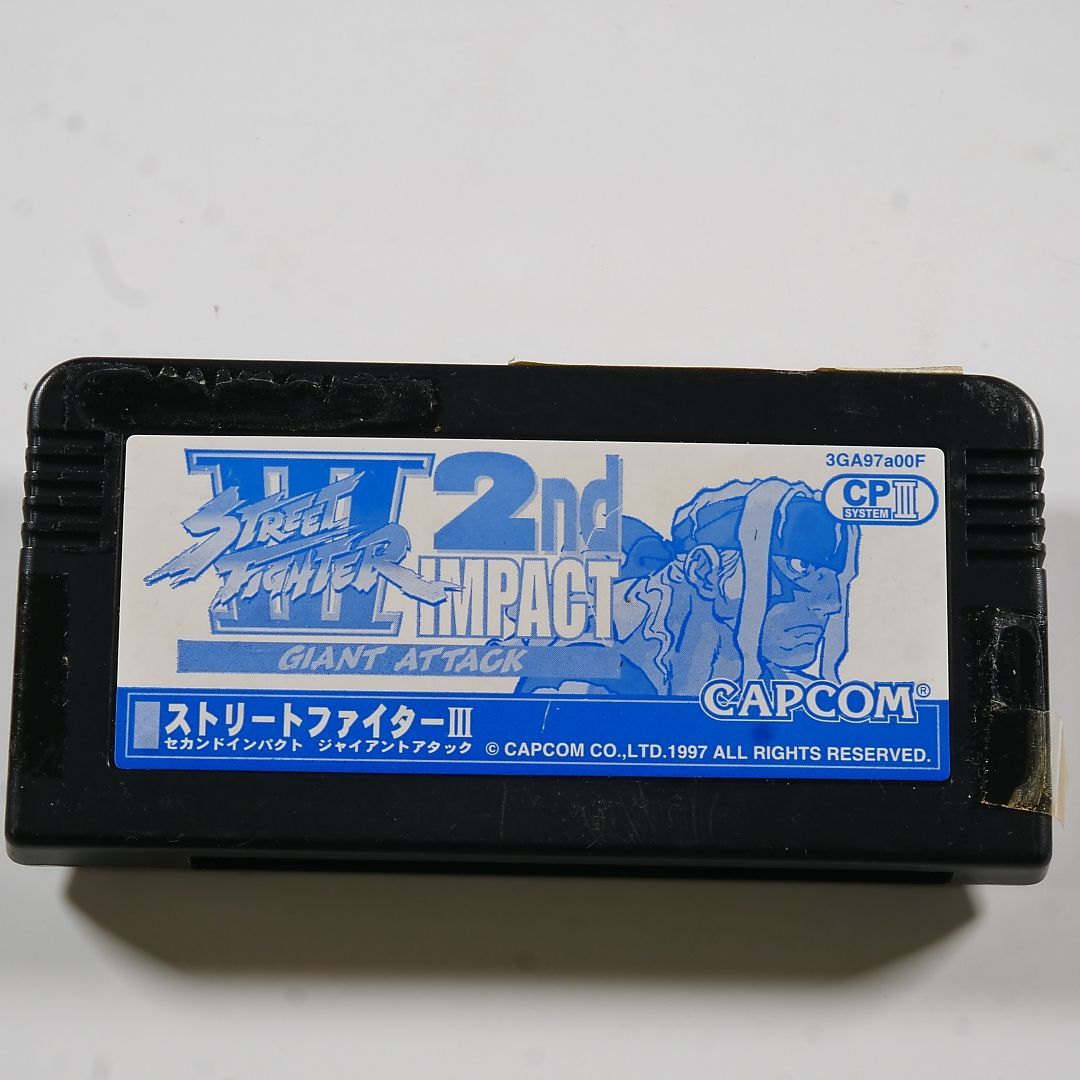 STREET FIGHTER III
2nd IMPACT
GIANT ATTACK
3GA97a00F
CP SYSTEM III
CAPCOM®
ストリートファイターIII
セカンドインパクト ジャイアントアタック
© CAPCOM CO.,LTD.1997 ALL RIGHTS RESERVED.